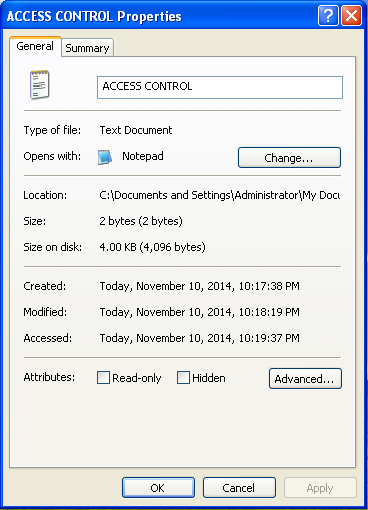 ACCESS CONTROL Properties
General Summary
ACCESS CONTROL
Type of file: Text Document
Opens with: Notepad Change...
Location: C:\Documents and Settings\Administrator\My Docu
Size: 2 bytes (2 bytes)
Size on disk: 4.00 KB (4,096 bytes)
Created: Today, November 10, 2014, 10:17:38 PM
Modified: Today, November 10, 2014, 10:18:19 PM
Accessed: Today, November 10, 2014, 10:19:37 PM
Attributes: Read-only Hidden Advanced...
OK Cancel Apply